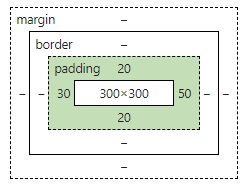 margin –
border –
padding 20
– – 30 300×300 50 – –
20
–
–